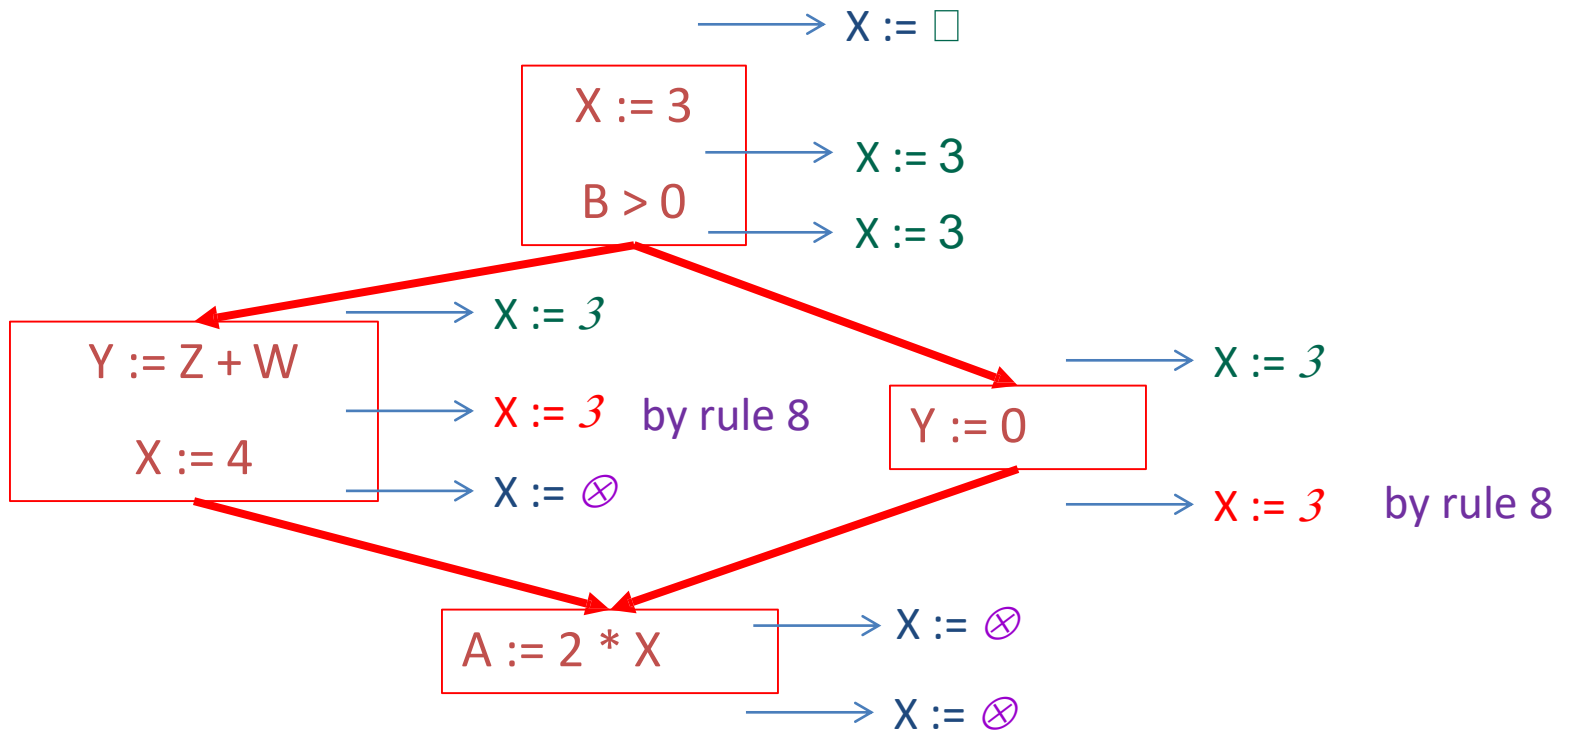 X := □
X := 3
X := 3
B > 0
X := 3
X := 3
Y := Z + W
X := 3 by rule 8
X := 4
X := ⊗
X := 3
Y := 0
X := 3 by rule 8
A := 2 * X
X := ⊗
X := ⊗